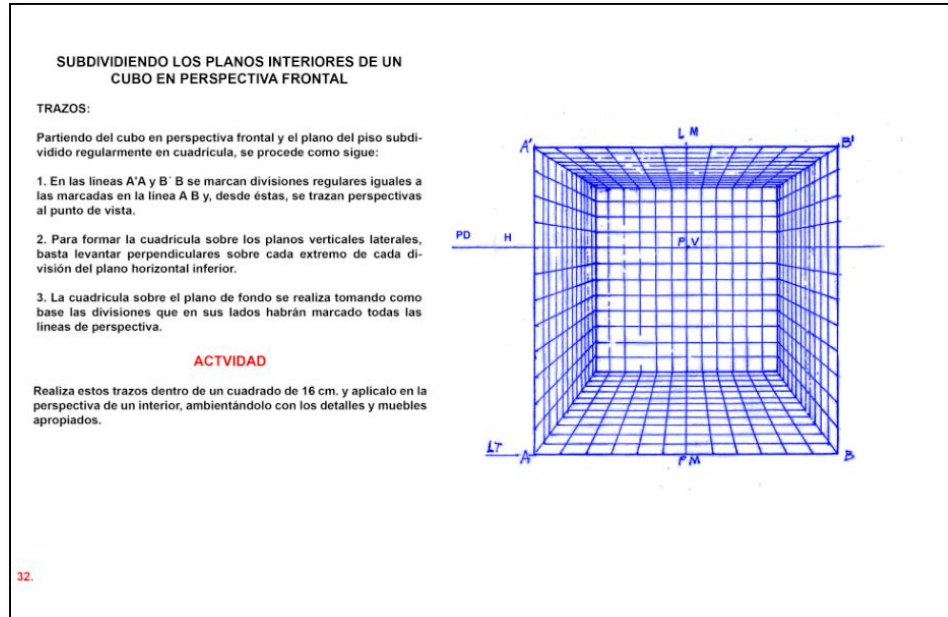 SUBDIVIDIENDO LOS PLANOS INTERIORES DE UN
CUBO EN PERSPECTIVA FRONTAL
TRAZOS:
Partiendo del cubo en perspectiva frontal y el plano del piso subdi-
vidido regularmente en cuadrícula, se procede como sigue:
1. En las líneas A'A y B´ B se marcan divisiones regulares iguales a
las marcadas en la línea A B y, desde éstas, se trazan perspectivas
al punto de vista.
2. Para formar la cuadrícula sobre los planos verticales laterales,
basta levantar perpendiculares sobre cada extremo de cada di-
visión del plano horizontal inferior.
3. La cuadrícula sobre el plano de fondo se realiza tomando como
base las divisiones que en sus lados habrán marcado todas las
líneas de perspectiva.
ACTVIDAD
Realiza estos trazos dentro de un cuadrado de 16 cm. y aplícalo en la
perspectiva de un interior, ambientándolo con los detalles y muebles
apropiados.
32.
L M
A' B'
PD H P.V
LT A P M B